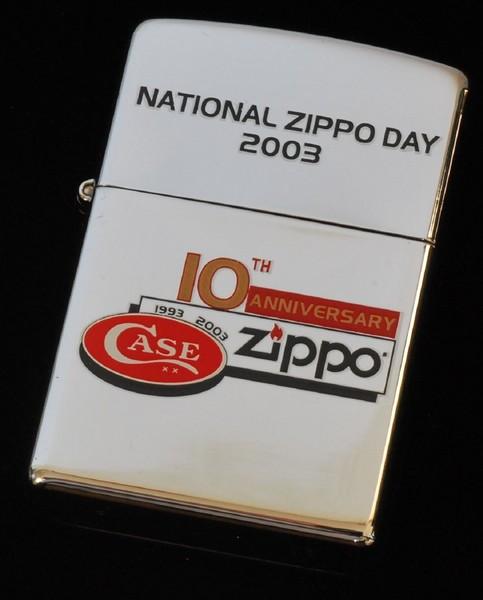 NATIONAL ZIPPO DAY
2003
10TH
ANNIVERSARY
1993 2003
CASE
XX
Zippo